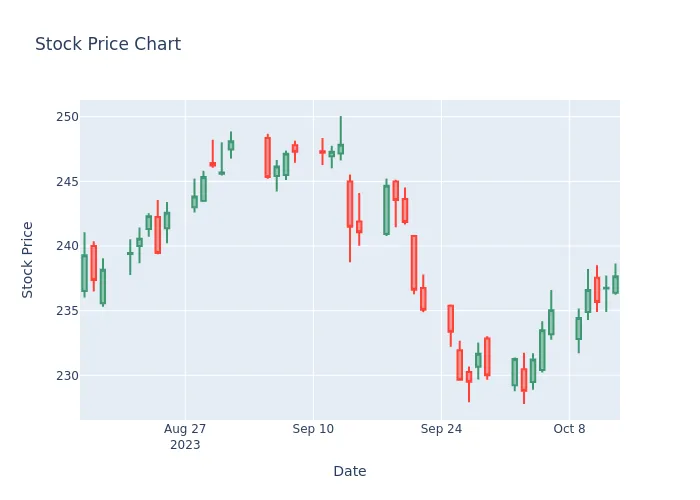 Stock Price Chart
Stock Price
250
245
240
235
230
Aug 27
2023
Sep 10
Sep 24
Oct 8
Date